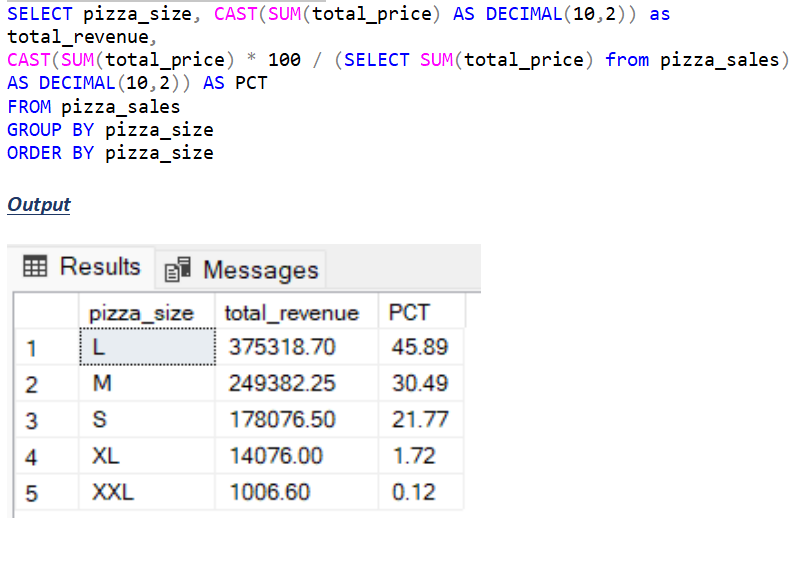 SELECT pizza_size, CAST(SUM(total_price) AS DECIMAL(10,2)) as
total_revenue,
CAST(SUM(total_price) * 100 / (SELECT SUM(total_price) from pizza_sales)
AS DECIMAL(10,2)) AS PCT
FROM pizza_sales
GROUP BY pizza_size
ORDER BY pizza_size
Output
Results Messages
pizza_size total_revenue PCT
1 L 375318.70 45.89
2 M 249382.25 30.49
3 S 178076.50 21.77
4 XL 14076.00 1.72
5 XXL 1006.60 0.12